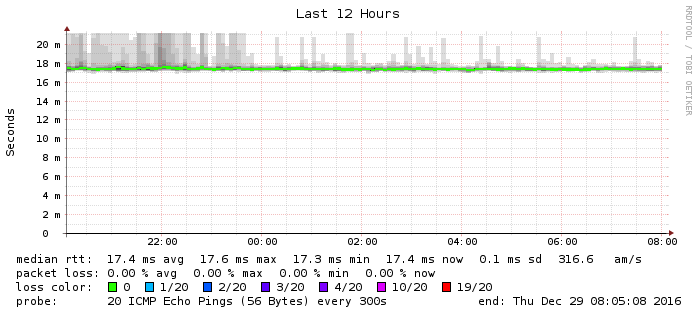 Last 12 Hours
RRDTOOL / TOBI OETIKER
Seconds
20 m
18 m
16 m
14 m
12 m
10 m
8 m
6 m
4 m
2 m
0
22:00 00:00 02:00 04:00 06:00 08:00
median rtt: 17.4 ms avg 17.6 ms max 17.3 ms min 17.4 ms now 0.1 ms sd 316.6 am/s
packet loss: 0.00 % avg 0.00 % max 0.00 % min 0.00 % now
loss color: 0 1/20 2/20 3/20 4/20 10/20 19/20
probe: 20 ICMP Echo Pings (56 Bytes) every 300s end: Thu Dec 29 08:05:08 2016